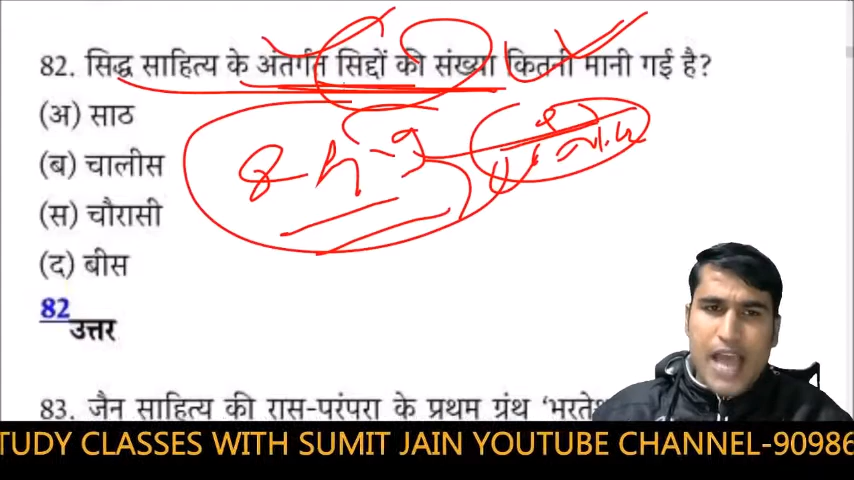 82. सिद्ध साहित्य के अंतर्गत सिद्दों की संख्या कितनी मानी गई है?
(अ) साठ
(ब) चालीस
(स) चौरासी
(द) बीस
82
उत्तर
83. जैन साहित्य की रास-परंपरा के प्रथम ग्रंथ
TUDY CLASSES WITH SUMIT JAIN YOUTUBE CHANNEL-90986